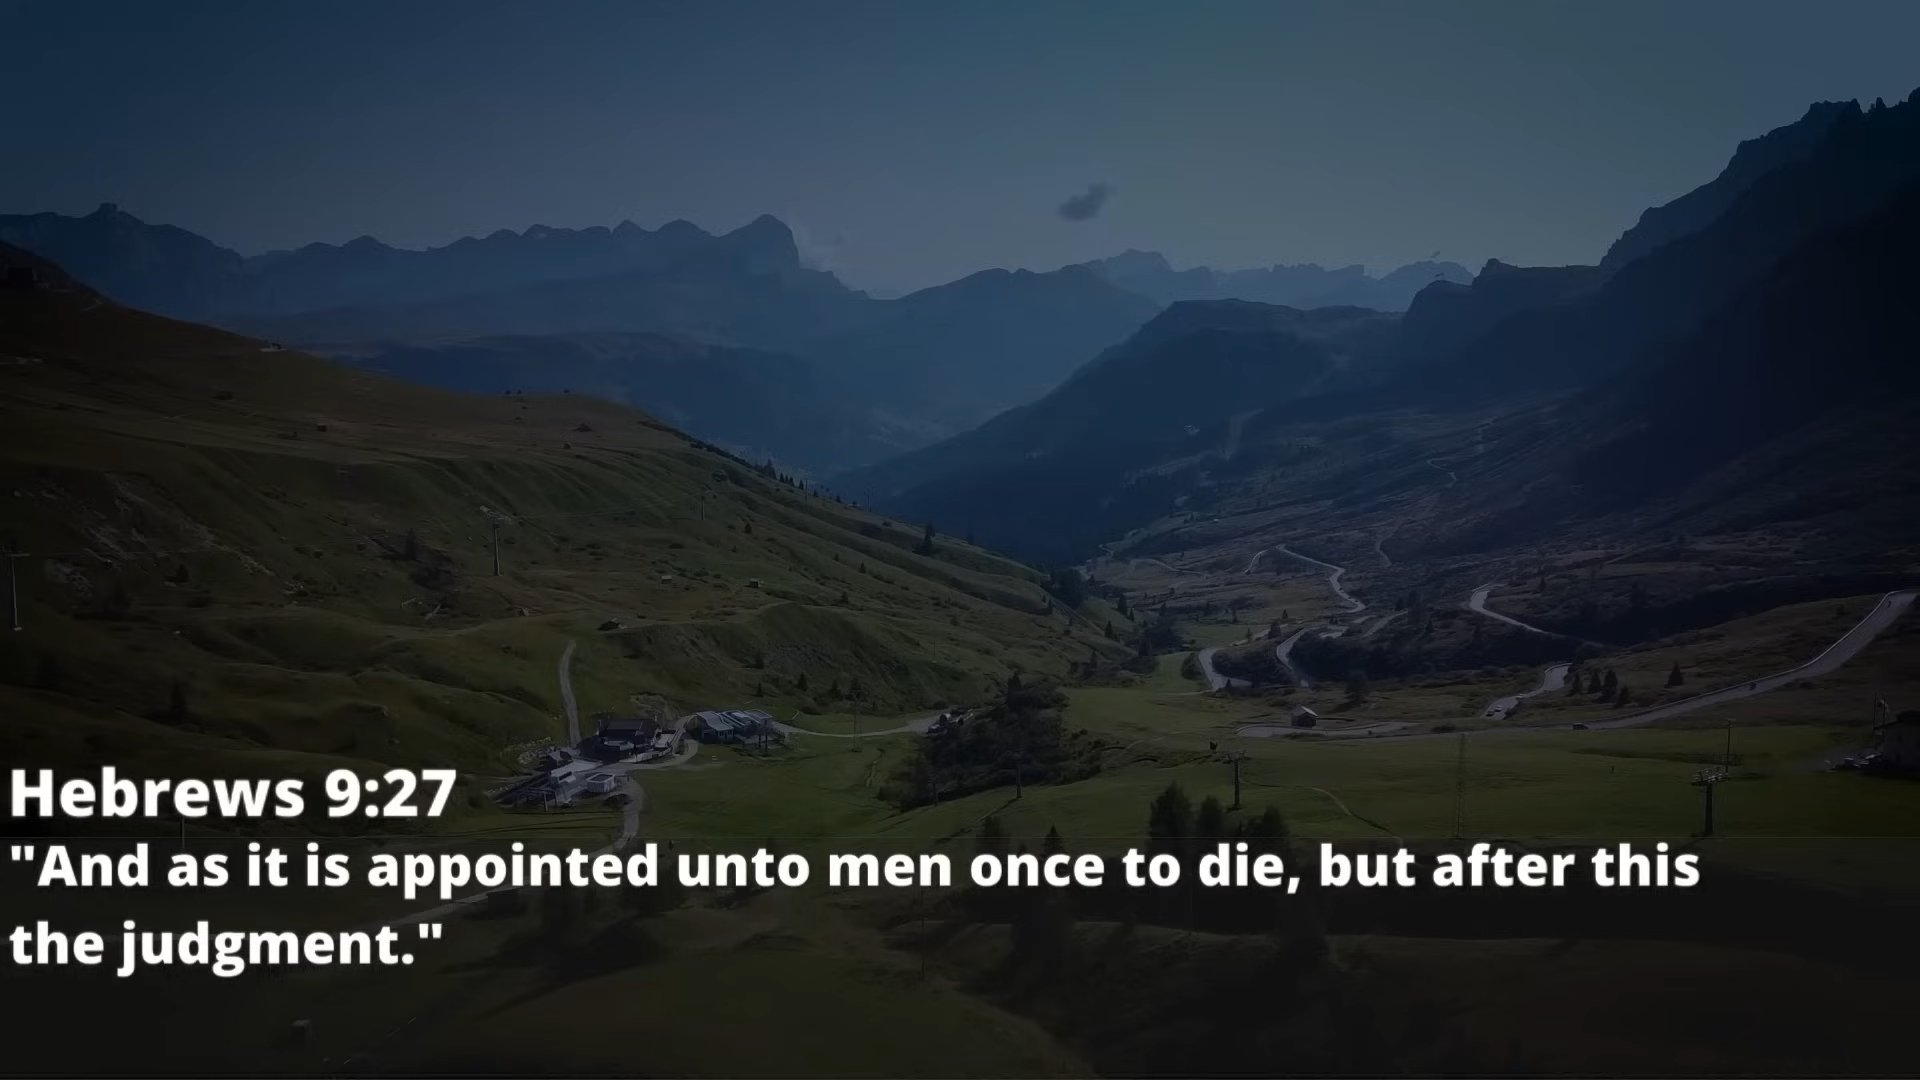 Hebrews 9:27
"And as it is appointed unto men once to die, but after this
the judgment."